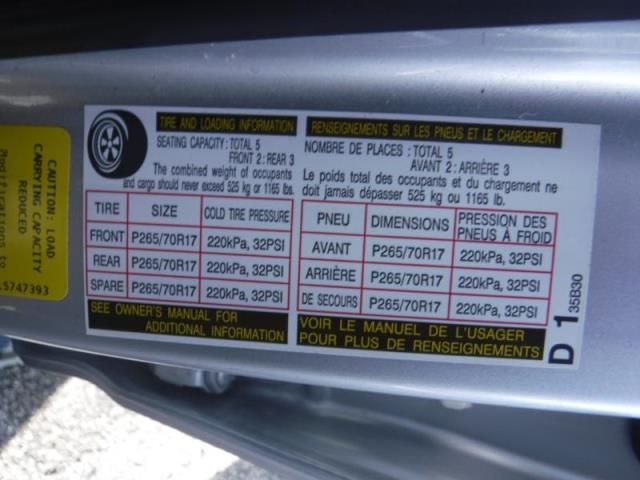 CAUTION: LOAD
CARRYING CAPACITY
REDUCED
Modifications to
TIRE AND LOADING INFORMATION
SEATING CAPACITY: TOTAL 5
FRONT 2: REAR 3
The combined weight of occupants
and cargo should never exceed 525 kg or 1165 lbs.
TIRE SIZE COLD TIRE PRESSURE
FRONT P265/70R17 220kPa, 32PSI
REAR P265/70R17 220kPa, 32PSI
SPARE P265/70R17 220kPa, 32PSI
SEE OWNER'S MANUAL FOR
ADDITIONAL INFORMATION
RENSEIGNEMENTS SUR LES PNEUS ET LE CHARGEMENT
NOMBRE DE PLACES: TOTAL 5
AVANT 2: ARRIÈRE 3
Le poids total des occupants et du chargement ne
doit jamais dépasser 525 kg ou 1165 lb.
PNEU DIMENSIONS PRESSION DES
PNEUS À FROID
AVANT P265/70R17 220kPa, 32PSI
ARRIÈRE P265/70R17 220kPa, 32PSI
DE SECOURS P265/70R17 220kPa, 32PSI
VOIR LE MANUEL DE L'USAGER
POUR PLUS DE RENSEIGNEMENTS
D 1 35B30